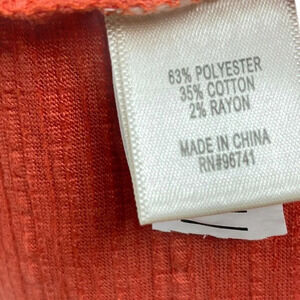 63% POLYESTER
35% COTTON
2% RAYON
MADE IN CHINA
RN#96741